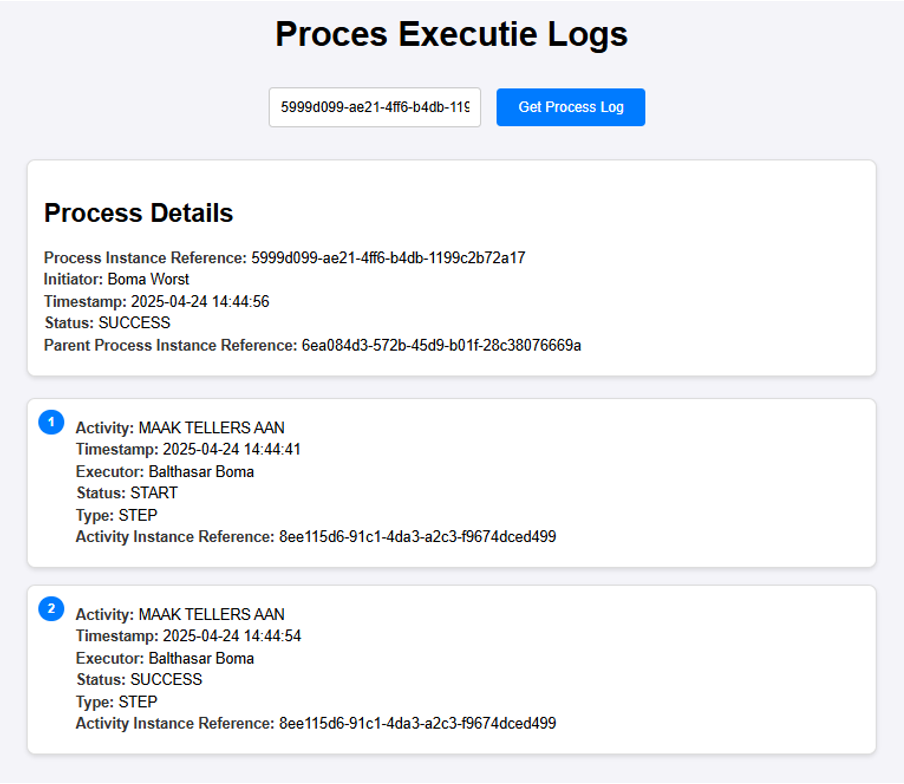 Proces Executie Logs
5999d099-ae21-4ff6-b4db-119
Get Process Log
Process Details
Process Instance Reference: 5999d099-ae21-4ff6-b4db-1199c2b72a17
Initiator: Boma Worst
Timestamp: 2025-04-24 14:44:56
Status: SUCCESS
Parent Process Instance Reference: 6ea084d3-572b-45d9-b01f-28c38076669a
1
Activity: MAAK TELLERS AAN
Timestamp: 2025-04-24 14:44:41
Executor: Balthasar Boma
Status: START
Type: STEP
Activity Instance Reference: 8ee115d6-91c1-4da3-a2c3-f9674dced499
2
Activity: MAAK TELLERS AAN
Timestamp: 2025-04-24 14:44:54
Executor: Balthasar Boma
Status: SUCCESS
Type: STEP
Activity Instance Reference: 8ee115d6-91c1-4da3-a2c3-f9674dced499